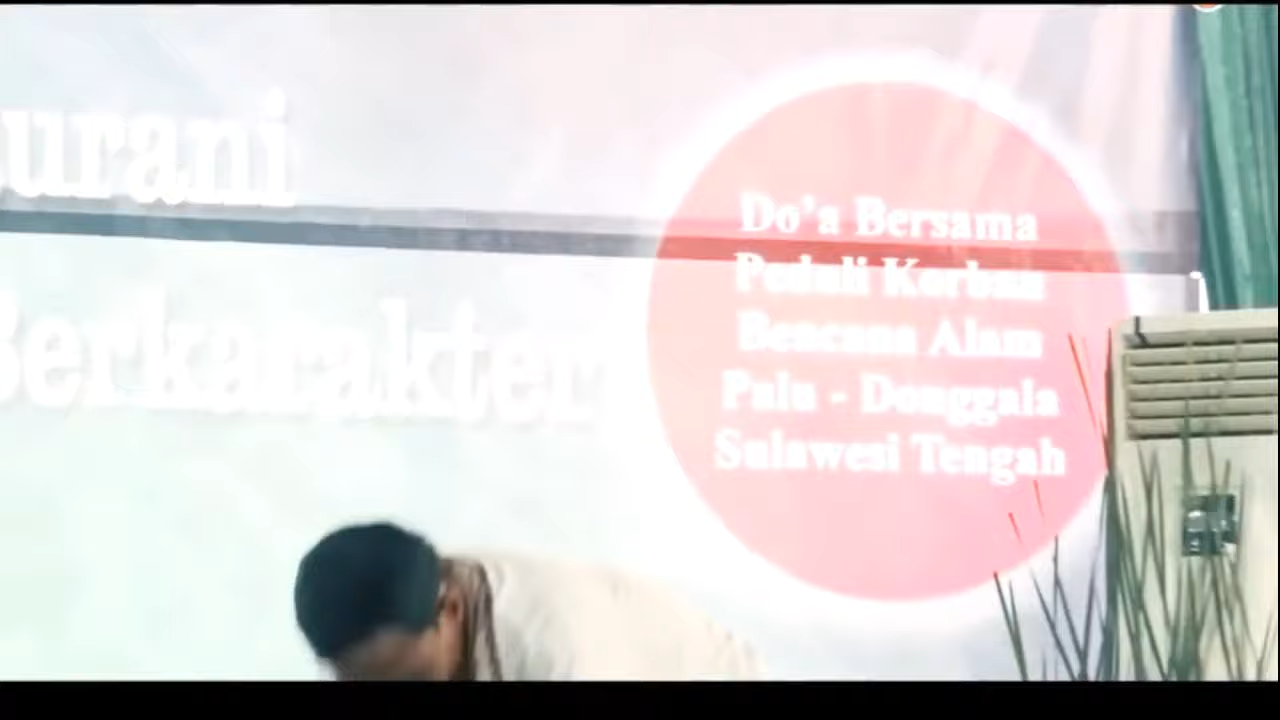 urani
Berkarakter
Do'a Bersama
Peduli Korban
Bencana Alam
Palu - Donggala
Sulawesi Tengah